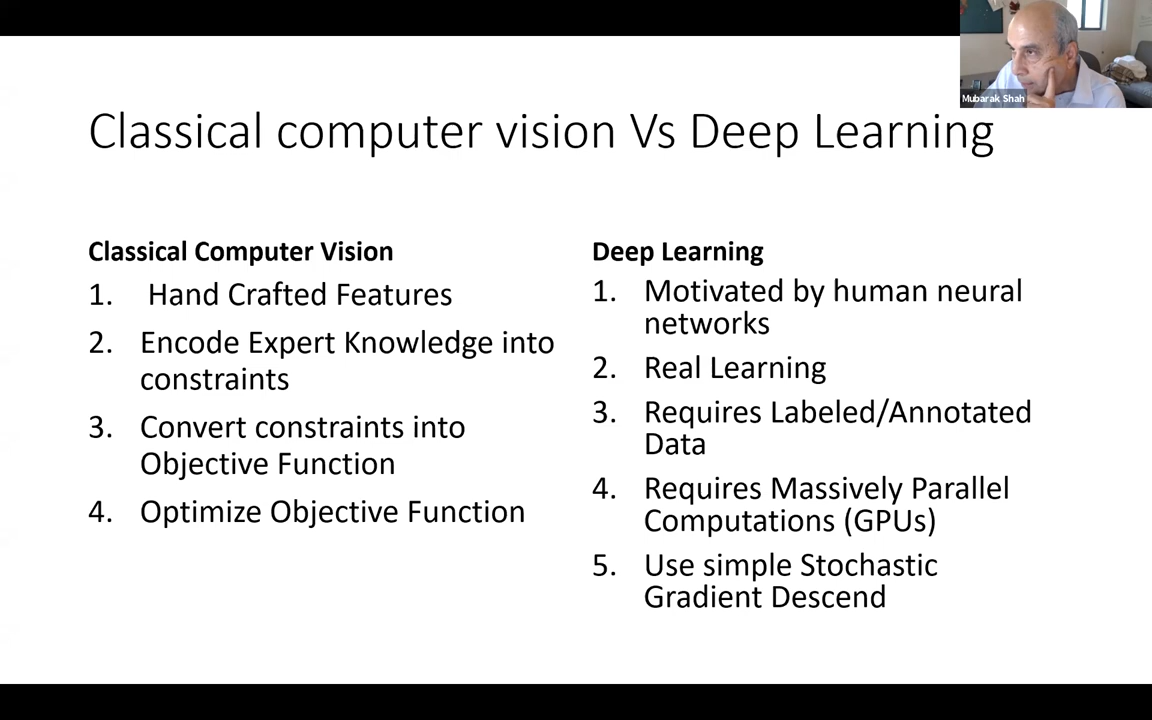 Mubarak Shah
Classical computer vision Vs Deep Learning
Classical Computer Vision
1. Hand Crafted Features
2. Encode Expert Knowledge into
constraints
3. Convert constraints into
Objective Function
4. Optimize Objective Function
Deep Learning
1. Motivated by human neural
networks
2. Real Learning
3. Requires Labeled/Annotated
Data
4. Requires Massively Parallel
Computations (GPUs)
5. Use simple Stochastic
Gradient Descend